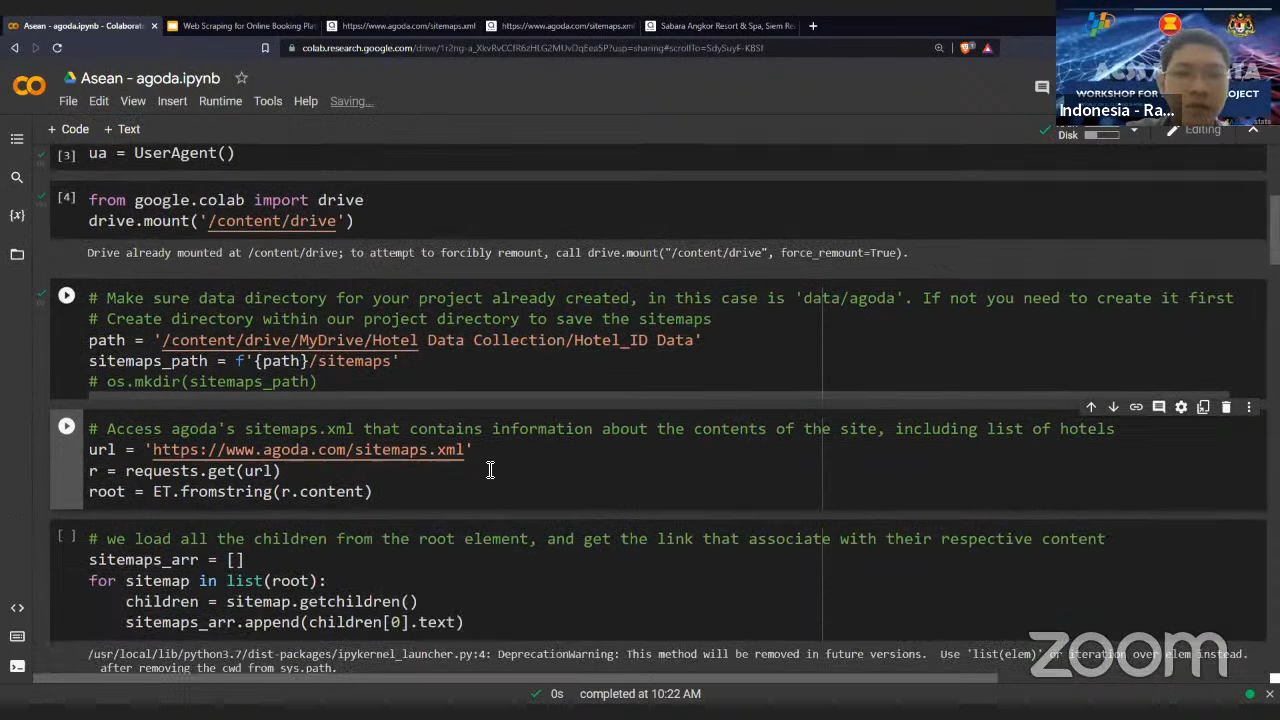 Asean - agoda.ipynb - Colaborat
Web Scraping for Online Booking Pla
https://www.agoda.com/sitemaps.xml
https://www.agoda.com/sitemaps.xml
Sabara Angkor Resort & Spa, Siem Re
colab.research.google.com/drive/1r2ng-a_XkvRvCCfR6zHLG2MUvDqEea5P?usp=sharing#scrollTo=SdySuyF-KBSf
Asean - agoda.ipynb
File Edit View Insert Runtime Tools Help Saving...
+ Code + Text
Disk
Editing
WORKSHOP FOR
OJECT
Indonesia - Ra...
[3] ua = UserAgent()
[4] from google.colab import drive
drive.mount('/content/drive')
Drive already mounted at /content/drive; to attempt to forcibly remount, call drive.mount("/content/drive", force_remount=True).
# Make sure data directory for your project already created, in this case is 'data/agoda'. If not you need to create it first
# Create directory within our project directory to save the sitemaps
path = '/content/drive/MyDrive/Hotel Data Collection/Hotel_ID Data'
sitemaps_path = f'{path}/sitemaps'
# os.mkdir(sitemaps_path)
# Access agoda's sitemaps.xml that contains information about the contents of the site, including list of hotels
url = 'https://www.agoda.com/sitemaps.xml'
r = requests.get(url)
root = ET.fromstring(r.content)
[ ] # we load all the children from the root element, and get the link that associate with their respective content
sitemaps_arr = []
for sitemap in list(root):
children = sitemap.getchildren()
sitemaps_arr.append(children[0].text)
/usr/local/lib/python3.7/dist-packages/ipykernel_launcher.py:4: DeprecationWarning: This method will be removed in future versions. Use 'list(elem)' or iteration over elem instead.
after removing the cwd from sys.path.
zoom
0s completed at 10:22 AM